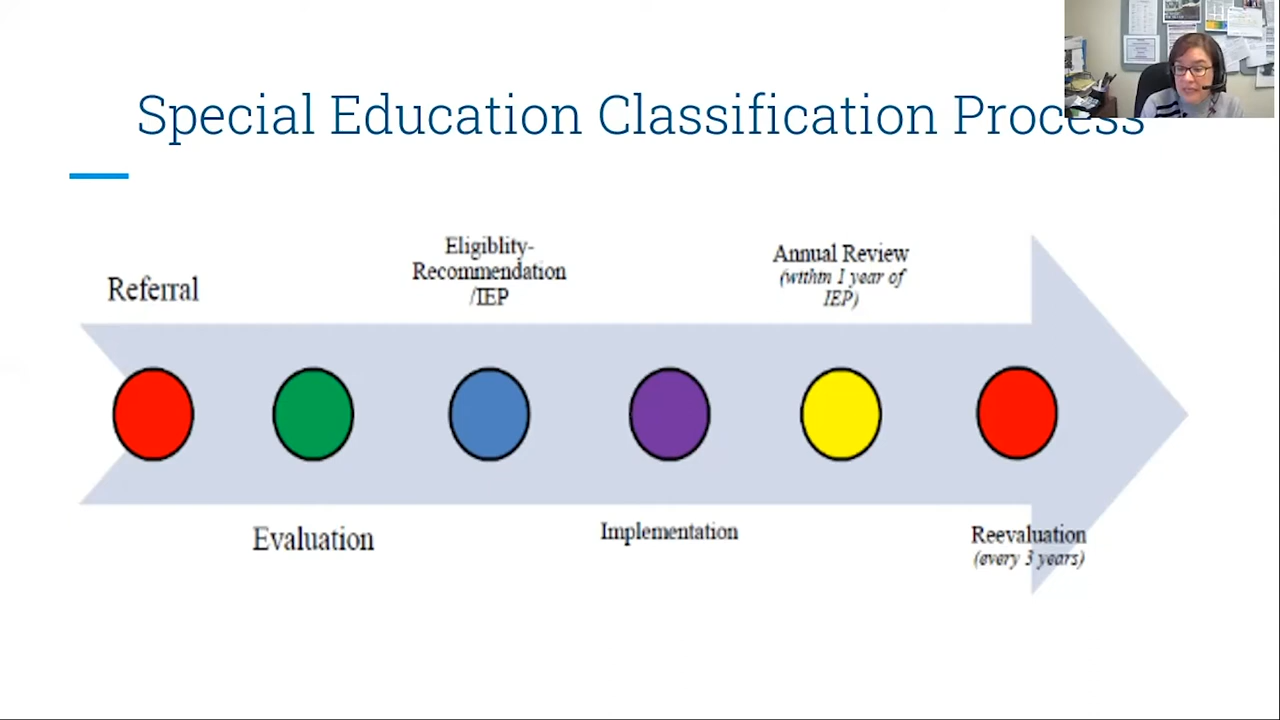 Special Education Classification Process
Referral
Evaluation
Eligiblity-
Recommendation
/IEP
Implementation
Annual Review
(within 1 year of
IEP)
Reevaluation
(every 3 years)